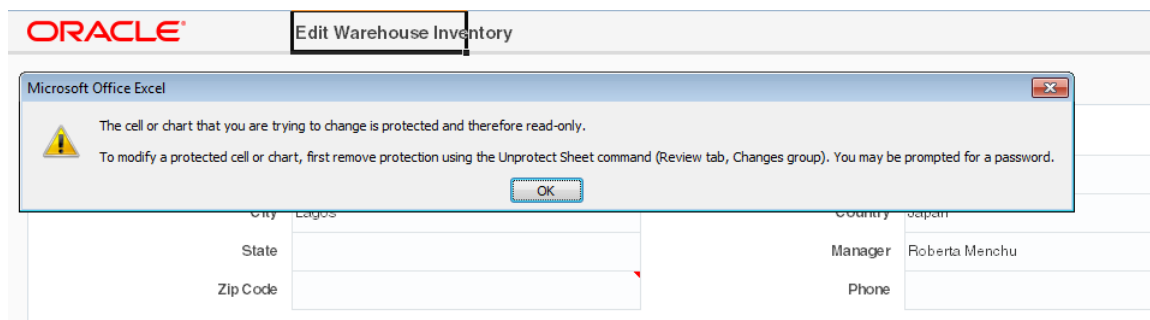 ORACLE
Edit Warehouse Inventory
Microsoft Office Excel
The cell or chart that you are trying to change is protected and therefore read-only.
To modify a protected cell or chart, first remove protection using the Unprotect Sheet command (Review tab, Changes group). You may be prompted for a password.
OK
City Lagos Country Japan
State Manager Roberta Menchu
Zip Code Phone